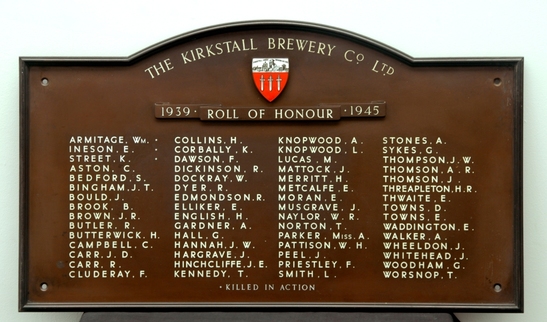 THE KIRKSTALL BREWERY Co LTD
1939 · ROLL OF HONOUR · 1945
ARMITAGE, Wm. ·
INESON, E. ·
STREET, K. ·
ASTON, C.
BEDFORD, S.
BINGHAM, J. T.
BOULD, J.
BROOK, B.
BROWN, J. R.
BUTLER, R.
BUTTERWICK, H.
CAMPBELL, C.
CARR, J. D.
CARR, R.
CLUDERAY, F.
COLLINS, H.
CORBALLY, K.
DAWSON, F.
DICKINSON, R.
DOCKRAY, W.
DYER, R.
EDMONDSON, R.
ELLIKER, E.
ENGLISH, H.
GARDNER, A.
HALL, G.
HANNAH, J. W.
HARGRAVE, J.
HINCHCLIFFE, J. E.
KENNEDY, T.
KNOPWOOD, A.
KNOPWOOD, L.
LUCAS, M.
MATTOCK, J.
MERRITT, H.
METCALFE, E.
MORAN, E.
MUSGRAVE, J.
NAYLOR, W. R.
NORTON, T.
PARKER, Miss. A.
PATTISON, W. H.
PEEL, J.
PRIESTLEY, F.
SMITH, L.
STONES, A.
SYKES, G.
THOMPSON, J. W.
THOMSON, A. R.
THOMSON, J.
THREAPLETON, H. R.
THWAITE, E.
TOWNS, D.
TOWNS, E.
WADDINGTON, E.
WALKER, A.
WHEELDON, J.
WHITEHEAD, J.
WOODHAM, G.
WORSNOP, T.
· KILLED IN ACTION